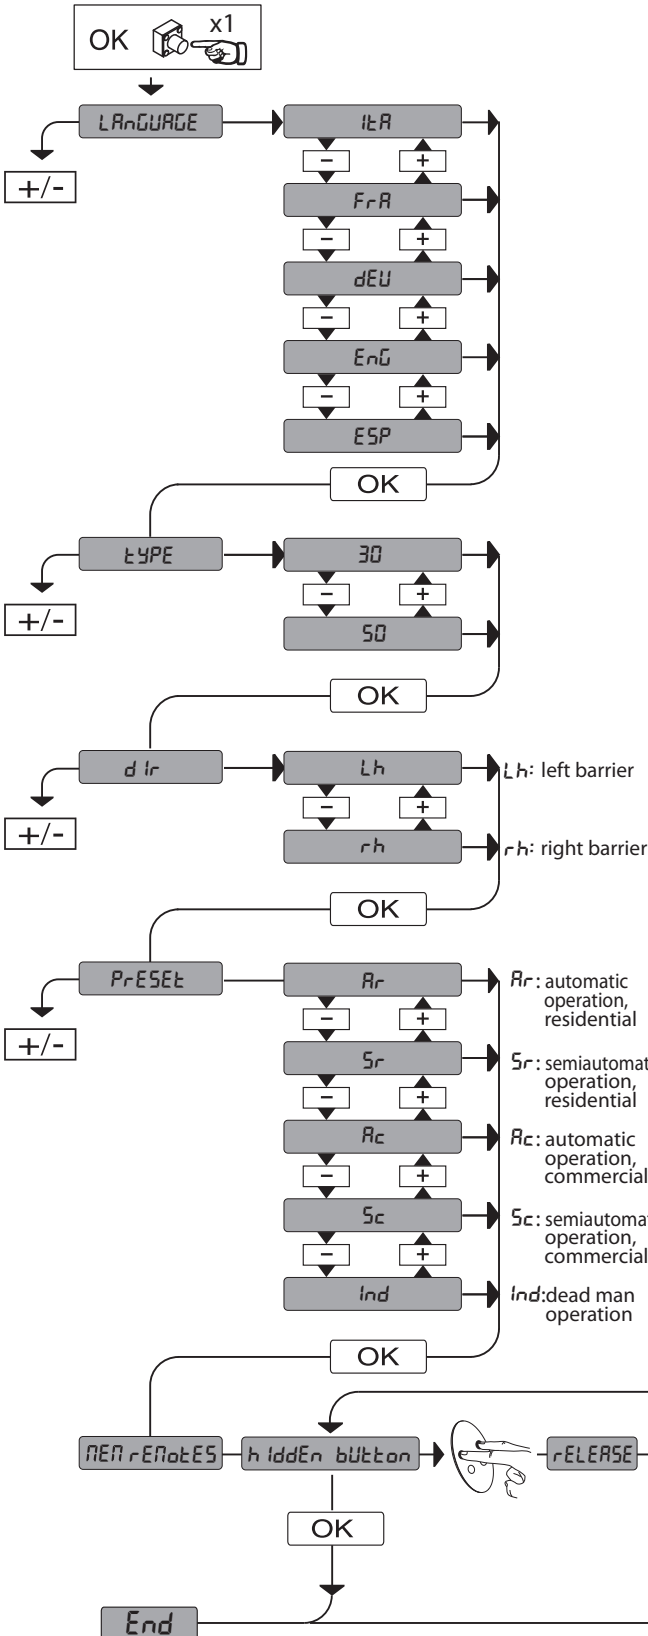 OK x1
LAnGUAGE ItA
+/- - +
FrA
- +
dEU
- +
EnG
- +
ESP
OK
tYPE 30
+/- - +
50
OK
dIr Lh Lh: left barrier
+/- - +
rh rh: right barrier
OK
PrESEt Ar Ar: automatic
operation,
residential
+/- - +
Sr Sr: semiautomat
operation,
residential
- +
Ac Ac: automatic
operation,
commercial
- +
Sc Sc: semiautomat
operation,
commercial
- +
Ind Ind: dead man
operation
OK
MEM rEMotES hIddEn bUtton rELEASE
OK
End